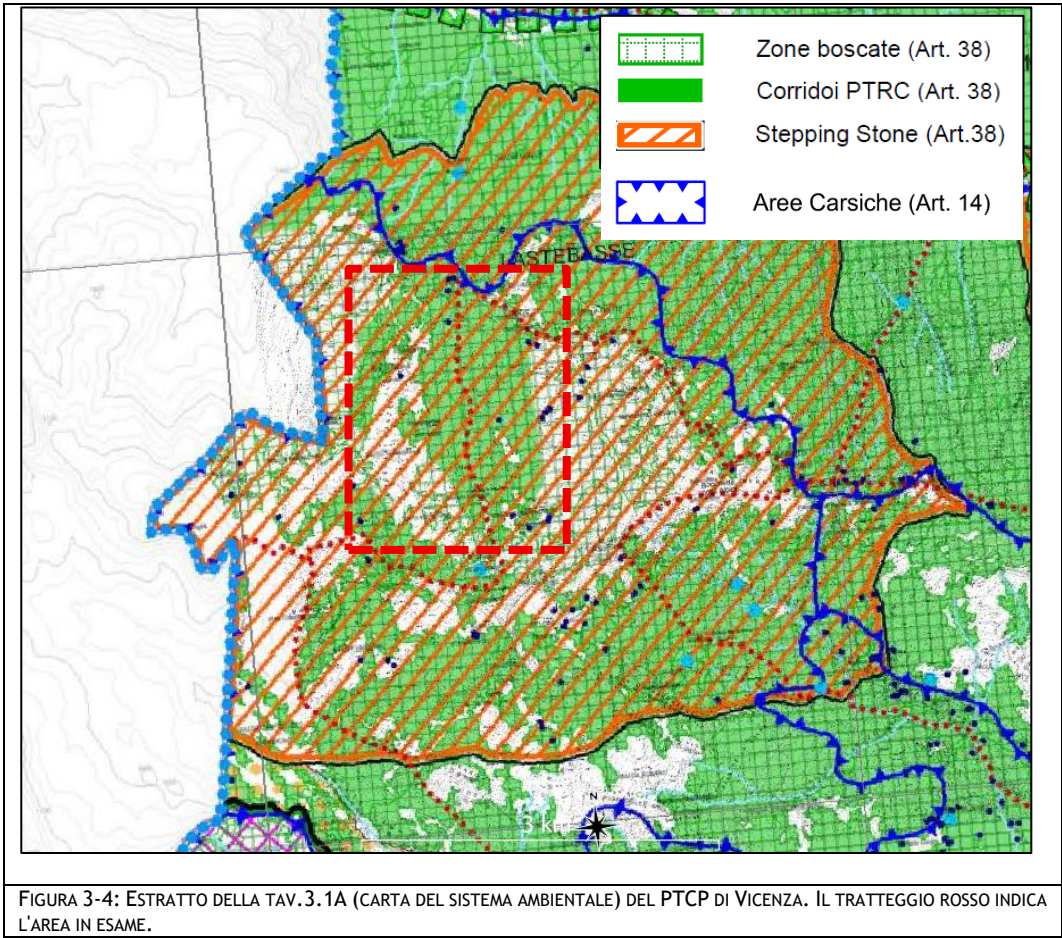 Zone boscate (Art. 38)
Corridoi PTRC (Art. 38)
Stepping Stone (Art.38)
Aree Carsiche (Art. 14)
LASTEBASSE
N
3 k
FIGURA 3-4: ESTRATTO DELLA TAV.3.1A (CARTA DEL SISTEMA AMBIENTALE) DEL PTCP DI VICENZA. IL TRATTEGGIO ROSSO INDICA
L'AREA IN ESAME.